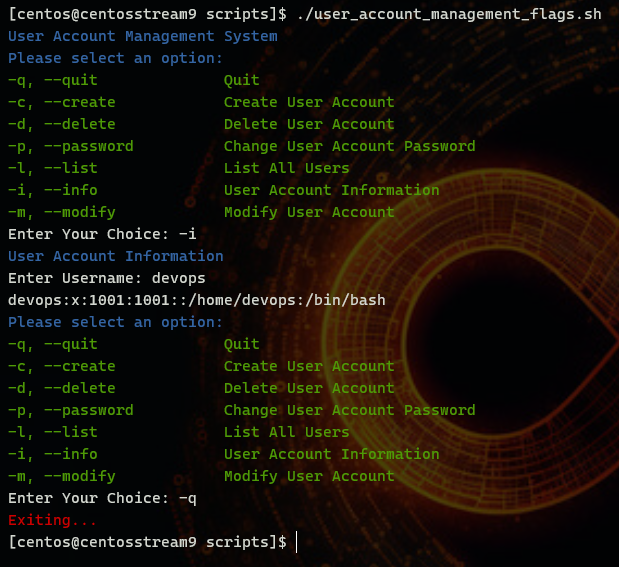 [centos@centosstream9 scripts]$ ./user_account_management_flags.sh
User Account Management System
Please select an option:
-q, --quit Quit
-c, --create Create User Account
-d, --delete Delete User Account
-p, --password Change User Account Password
-l, --list List All Users
-i, --info User Account Information
-m, --modify Modify User Account
Enter Your Choice: -i
User Account Information
Enter Username: devops
devops:x:1001:1001::/home/devops:/bin/bash
Please select an option:
-q, --quit Quit
-c, --create Create User Account
-d, --delete Delete User Account
-p, --password Change User Account Password
-l, --list List All Users
-i, --info User Account Information
-m, --modify Modify User Account
Enter Your Choice: -q
Exiting...
[centos@centosstream9 scripts]$